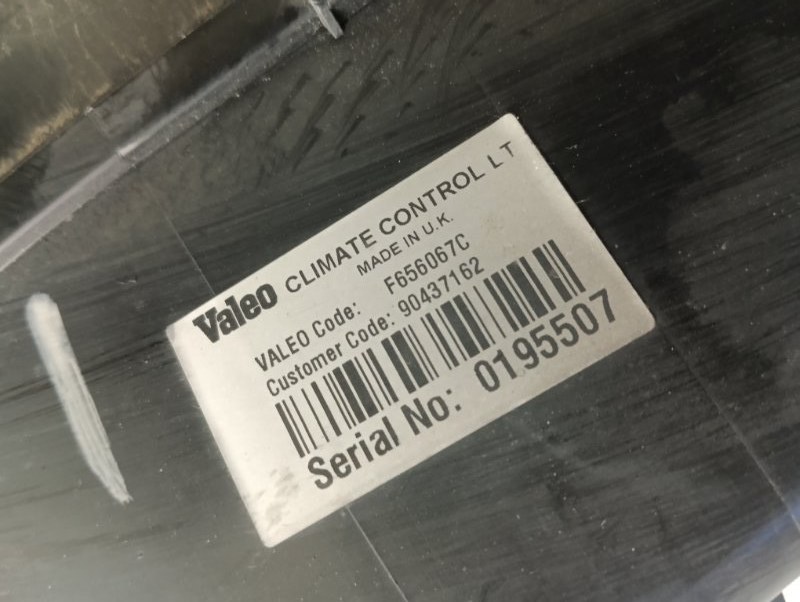 Valeo CLIMATE CONTROL LT
MADE IN U.K.
VALEO Code: F656067C
Customer Code: 90437162
Serial No: 0195507